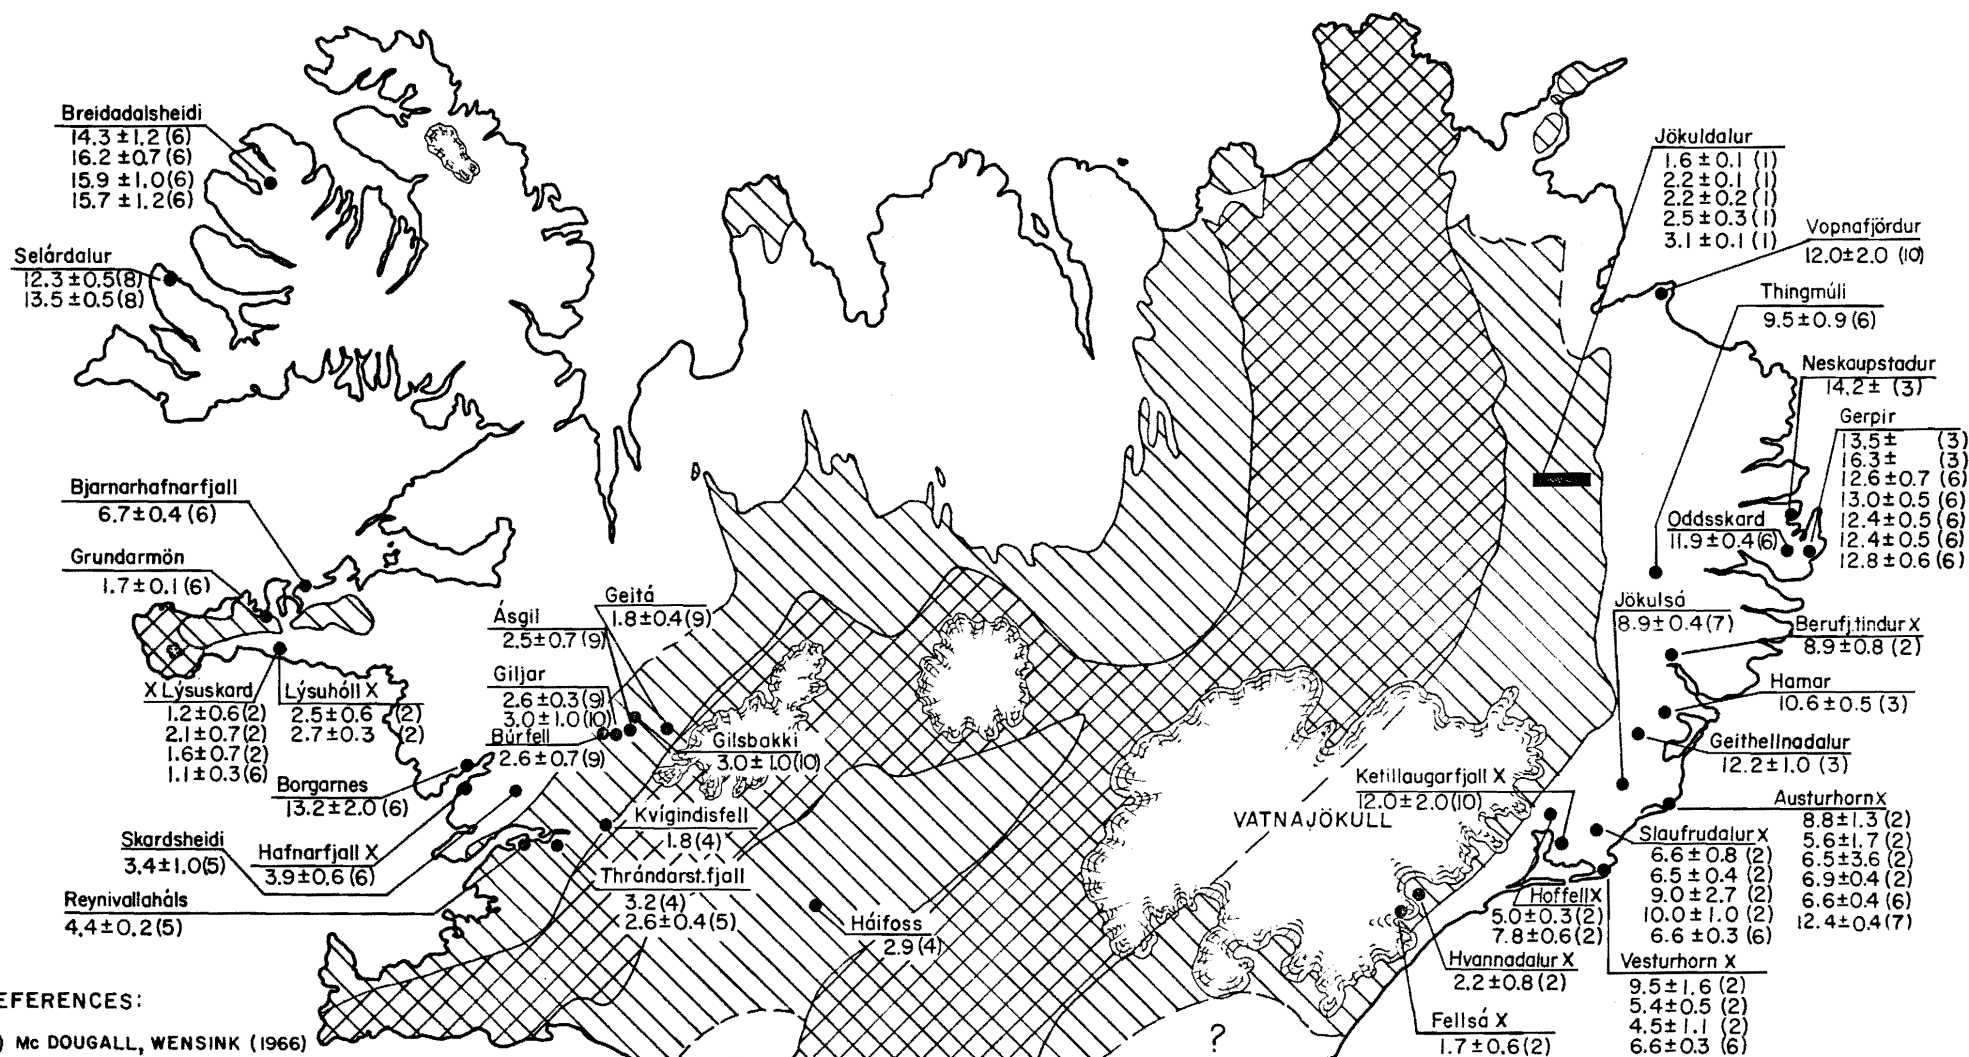 Breidadalsheidi
14.3 ± 1.2 (6)
16.2 ± 0.7 (6)
15.9 ± 1.0 (6)
15.7 ± 1.2 (6)
Selárdalur
12.3 ± 0.5 (8)
13.5 ± 0.5 (8)
Bjarnarhafnarfjall
6.7 ± 0.4 (6)
Grundarmön
1.7 ± 0.1 (6)
X Lýsuskard
1.2 ± 0.6 (2)
2.1 ± 0.7 (2)
1.6 ± 0.7 (2)
1.1 ± 0.3 (6)
Lýsuhóll X
2.5 ± 0.6 (2)
2.7 ± 0.3 (2)
Borgarnes
13.2 ± 2.0 (6)
Skardsheidi
3.4 ± 1.0 (5)
Hafnarfjall X
3.9 ± 0.6 (6)
Reynivallaháls
4.4 ± 0.2 (5)
Geitá
1.8 ± 0.4 (9)
Ásgil
2.5 ± 0.7 (9)
Giljar
2.6 ± 0.3 (9)
3.0 ± 1.0 (10)
Búrfell
2.6 ± 0.7 (9)
Gilsbakki
3.0 ± 1.0 (10)
Kvígindisfell
1.8 (4)
Thrándarst.fjall
3.2 (4)
2.6 ± 0.4 (5)
Háifoss
2.9 (4)
VATNAJÖKULL
?
Jökuldalur
1.6 ± 0.1 (1)
2.2 ± 0.1 (1)
2.2 ± 0.2 (1)
2.5 ± 0.3 (1)
3.1 ± 0.1 (1)
Vopnafjördur
12.0 ± 2.0 (10)
Thingmúli
9.5 ± 0.9 (6)
Neskaupstadur
14.2 ± (3)
Gerpir
13.5 ± (3)
16.3 ± (3)
12.6 ± 0.7 (6)
13.0 ± 0.5 (6)
12.4 ± 0.5 (6)
12.4 ± 0.5 (6)
12.8 ± 0.6 (6)
Oddsskard
11.9 ± 0.4 (6)
Jökulsá
8.9 ± 0.4 (7)
Berufj.tindur X
8.9 ± 0.8 (2)
Hamar
10.6 ± 0.5 (3)
Geithellnadalur
12.2 ± 1.0 (3)
Ketillaugarfjall X
12.0 ± 2.0 (10)
Austurhorn X
8.8 ± 1.3 (2)
5.6 ± 1.7 (2)
6.5 ± 3.6 (2)
6.9 ± 0.4 (2)
6.6 ± 0.4 (6)
12.4 ± 0.4 (7)
Slaufrudalur X
6.6 ± 0.8 (2)
6.5 ± 0.4 (2)
9.0 ± 2.7 (2)
10.0 ± 1.0 (2)
6.6 ± 0.3 (6)
Hoffell X
5.0 ± 0.3 (2)
7.8 ± 0.6 (2)
Hvannadalur X
2.2 ± 0.8 (2)
Fellsá X
1.7 ± 0.6 (2)
Vesturhorn X
9.5 ± 1.6 (2)
5.4 ± 0.5 (2)
4.5 ± 1.1 (2)
6.6 ± 0.3 (6)
EFERENCES:
) Mc DOUGALL, WENSINK (1966)